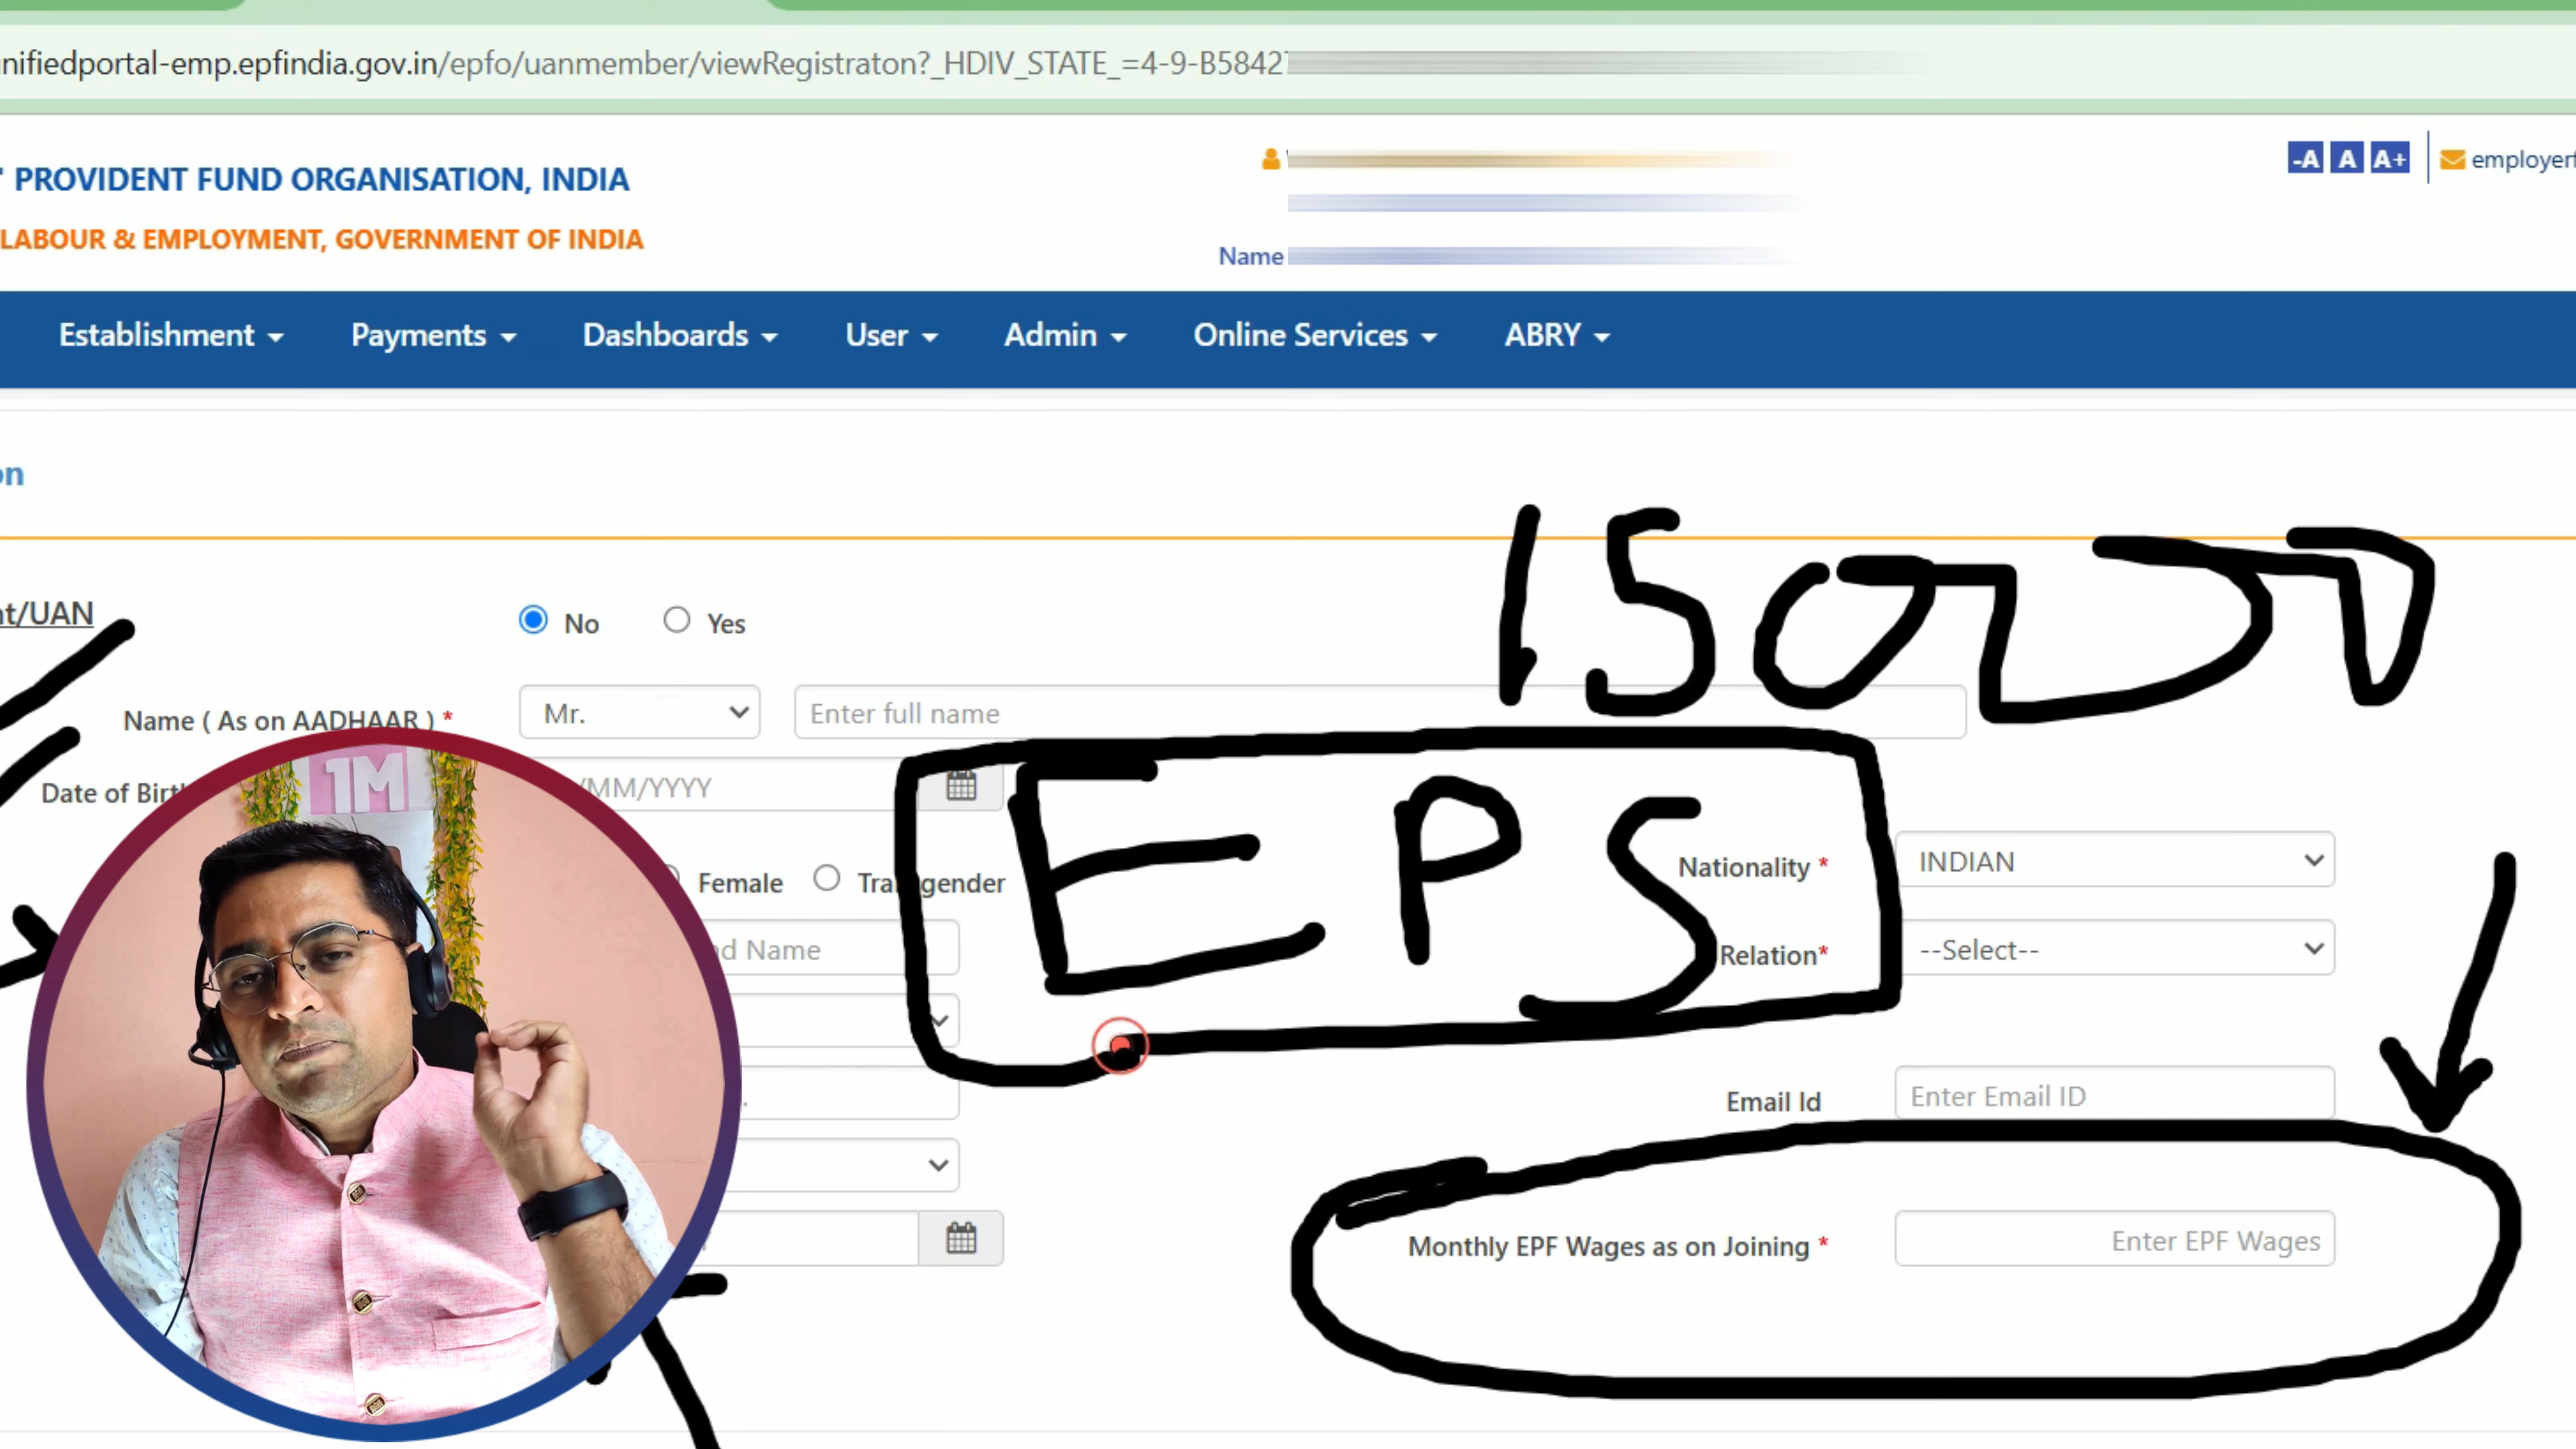 nifiedportal-emp.epfindia.gov.in/epfo/uanmember/viewRegistraton?_HDIV_STATE_=4-9-B5842
' PROVIDENT FUND ORGANISATION, INDIA
LABOUR & EMPLOYMENT, GOVERNMENT OF INDIA
Name
-A A A+ employerf
Establishment Payments Dashboards User Admin Online Services ABRY
on
15000
nt/UAN No Yes
Name ( As on AADHAAR ) * Mr. Enter full name
Date of Birt /MM/YYYY
1M
EPS
Female Transgender Nationality * INDIAN
d Name Relation* --Select--
Email Id Enter Email ID
Monthly EPF Wages as on Joining * Enter EPF Wages